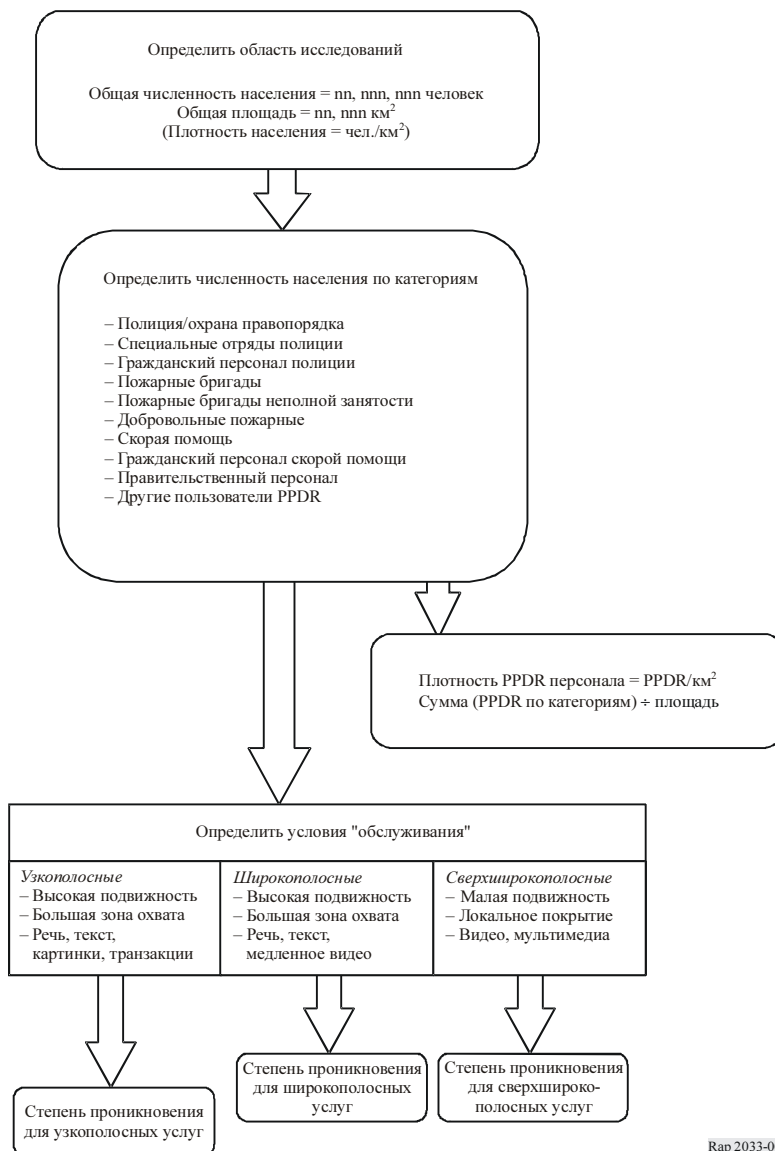 Определить область исследований
Общая численность населения = nn, nnn, nnn человек
Общая площадь = nn, nnn км²
(Плотность населения = чел./км²)
Определить численность населения по категориям
– Полиция/охрана правопорядка
– Специальные отряды полиции
– Гражданский персонал полиции
– Пожарные бригады
– Пожарные бригады неполной занятости
– Добровольные пожарные
– Скорая помощь
– Гражданский персонал скорой помощи
– Правительственный персонал
– Другие пользователи PPDR
Плотность PPDR персонала = PPDR/км²
Сумма (PPDR по категориям) ÷ площадь
Определить условия "обслуживания"
Узкополосные
– Высокая подвижность
– Большая зона охвата
– Речь, текст,
картинки, транзакции
Широкополосные
– Высокая подвижность
– Большая зона охвата
– Речь, текст,
медленное видео
Сверхширокополосные
– Малая подвижность
– Локальное покрытие
– Видео, мультимедиа
Степень проникновения
для узкополосных услуг
Степень проникновения
для широкополосных
услуг
Степень проникновения
для сверхширокo-
полосных услуг
Rap 2033-0